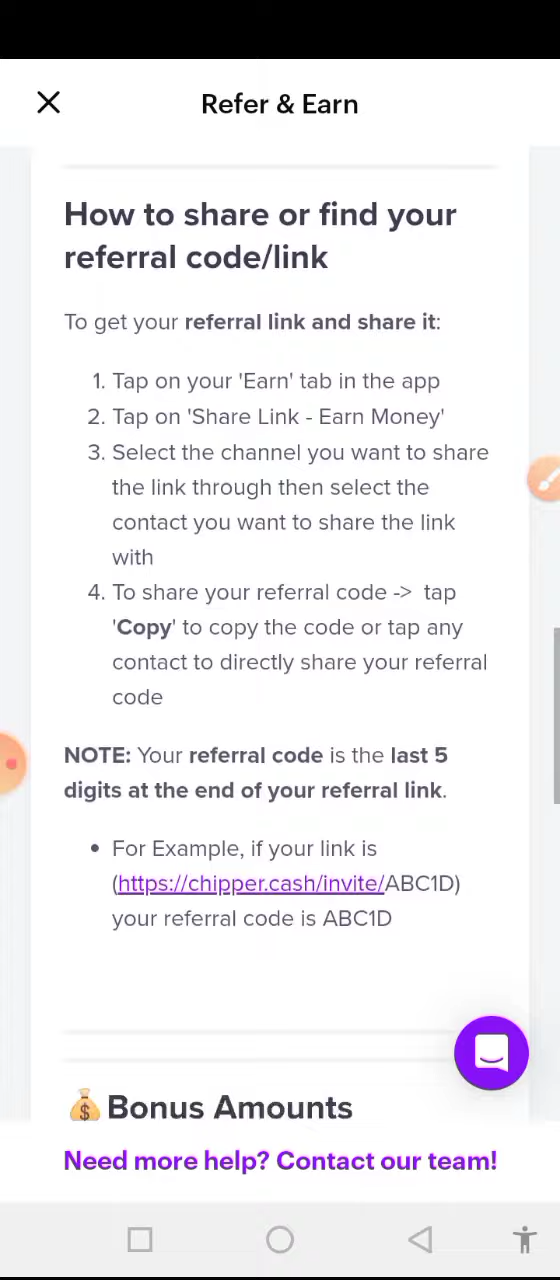 Refer & Earn
How to share or find your
referral code/link
To get your referral link and share it:
1. Tap on your 'Earn' tab in the app
2. Tap on 'Share Link - Earn Money'
3. Select the channel you want to share
the link through then select the
contact you want to share the link
with
4. To share your referral code -> tap
'Copy' to copy the code or tap any
contact to directly share your referral
code
NOTE: Your referral code is the last 5
digits at the end of your referral link.
• For Example, if your link is
(https://chipper.cash/invite/ABC1D)
your referral code is ABC1D
💰Bonus Amounts
Need more help? Contact our team!